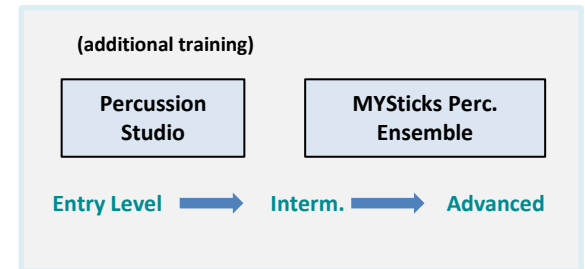 (additional training)
Percussion
Studio
MYSticks Perc.
Ensemble
Entry Level
Interm.
Advanced